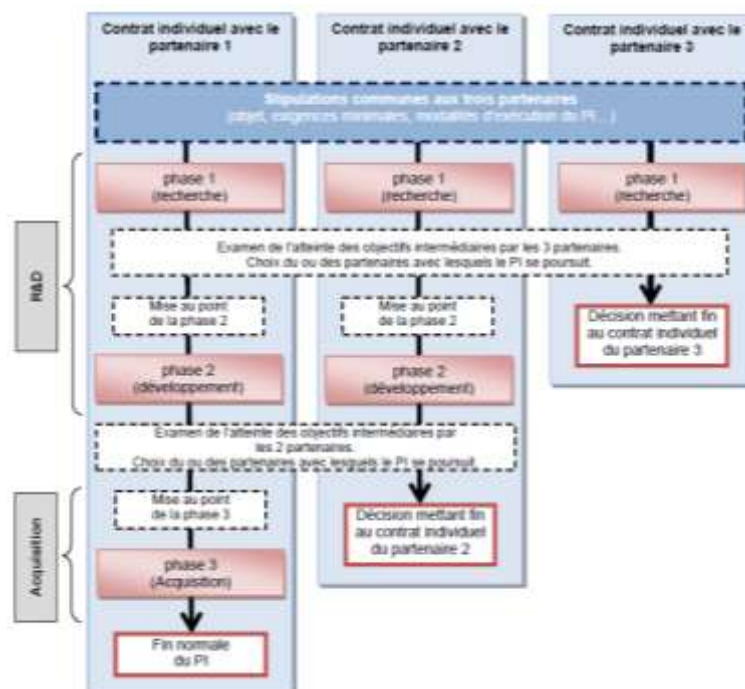 Contrat individuel avec le
partenaire 1
Contrat individuel avec le
partenaire 2
Contrat individuel avec le
partenaire 3
Stipulations communes aux trois partenaires
(objet, exigences minimales, modalités d'exécution du PI…)
R&D
phase 1
(recherche)
phase 1
(recherche)
phase 1
(recherche)
Examen de l'atteinte des objectifs intermédiaires par les 3 partenaires.
Choix du ou des partenaires avec lesquels le PI se poursuit.
Mise au point
de la phase 2
Mise au point
de la phase 2
Décision mettant fin
au contrat individuel
du partenaire 3
phase 2
(développement)
phase 2
(développement)
Examen de l'atteinte des objectifs intermédiaires par
les 2 partenaires.
Choix du ou des partenaires avec lesquels le PI se poursuit.
Acquisition
Mise au point
de la phase 3
Décision mettant fin
au contrat individuel
du partenaire 2
phase 3
(Acquisition)
Fin normale
du PI